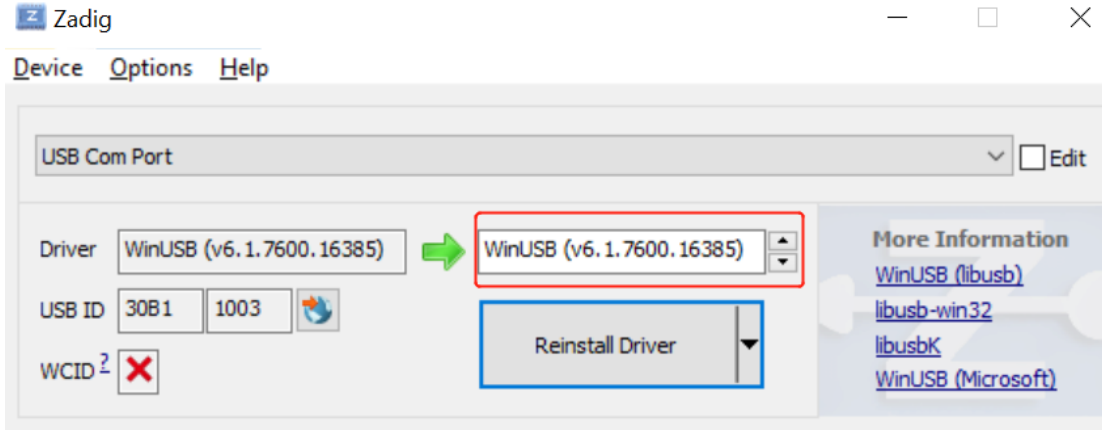 Zadig
Device Options Help
USB Com Port
Edit
Driver WinUSB (v6.1.7600.16385) WinUSB (v6.1.7600.16385)
USB ID 30B1 1003
WCID ?
Reinstall Driver
More Information
WinUSB (libusb)
libusb-win32
libusbK
WinUSB (Microsoft)